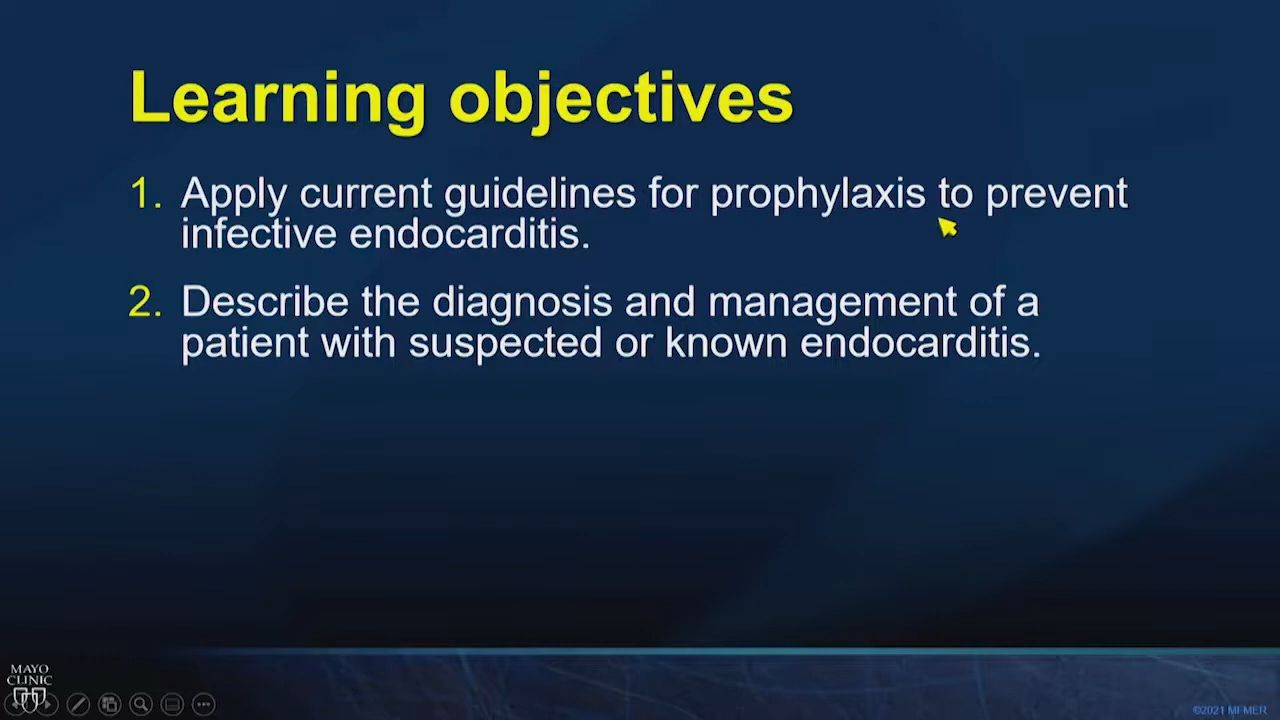 Learning objectives
1. Apply current guidelines for prophylaxis to prevent
infective endocarditis.
2. Describe the diagnosis and management of a
patient with suspected or known endocarditis.
MAYO
CLINIC
©2021 MFMER